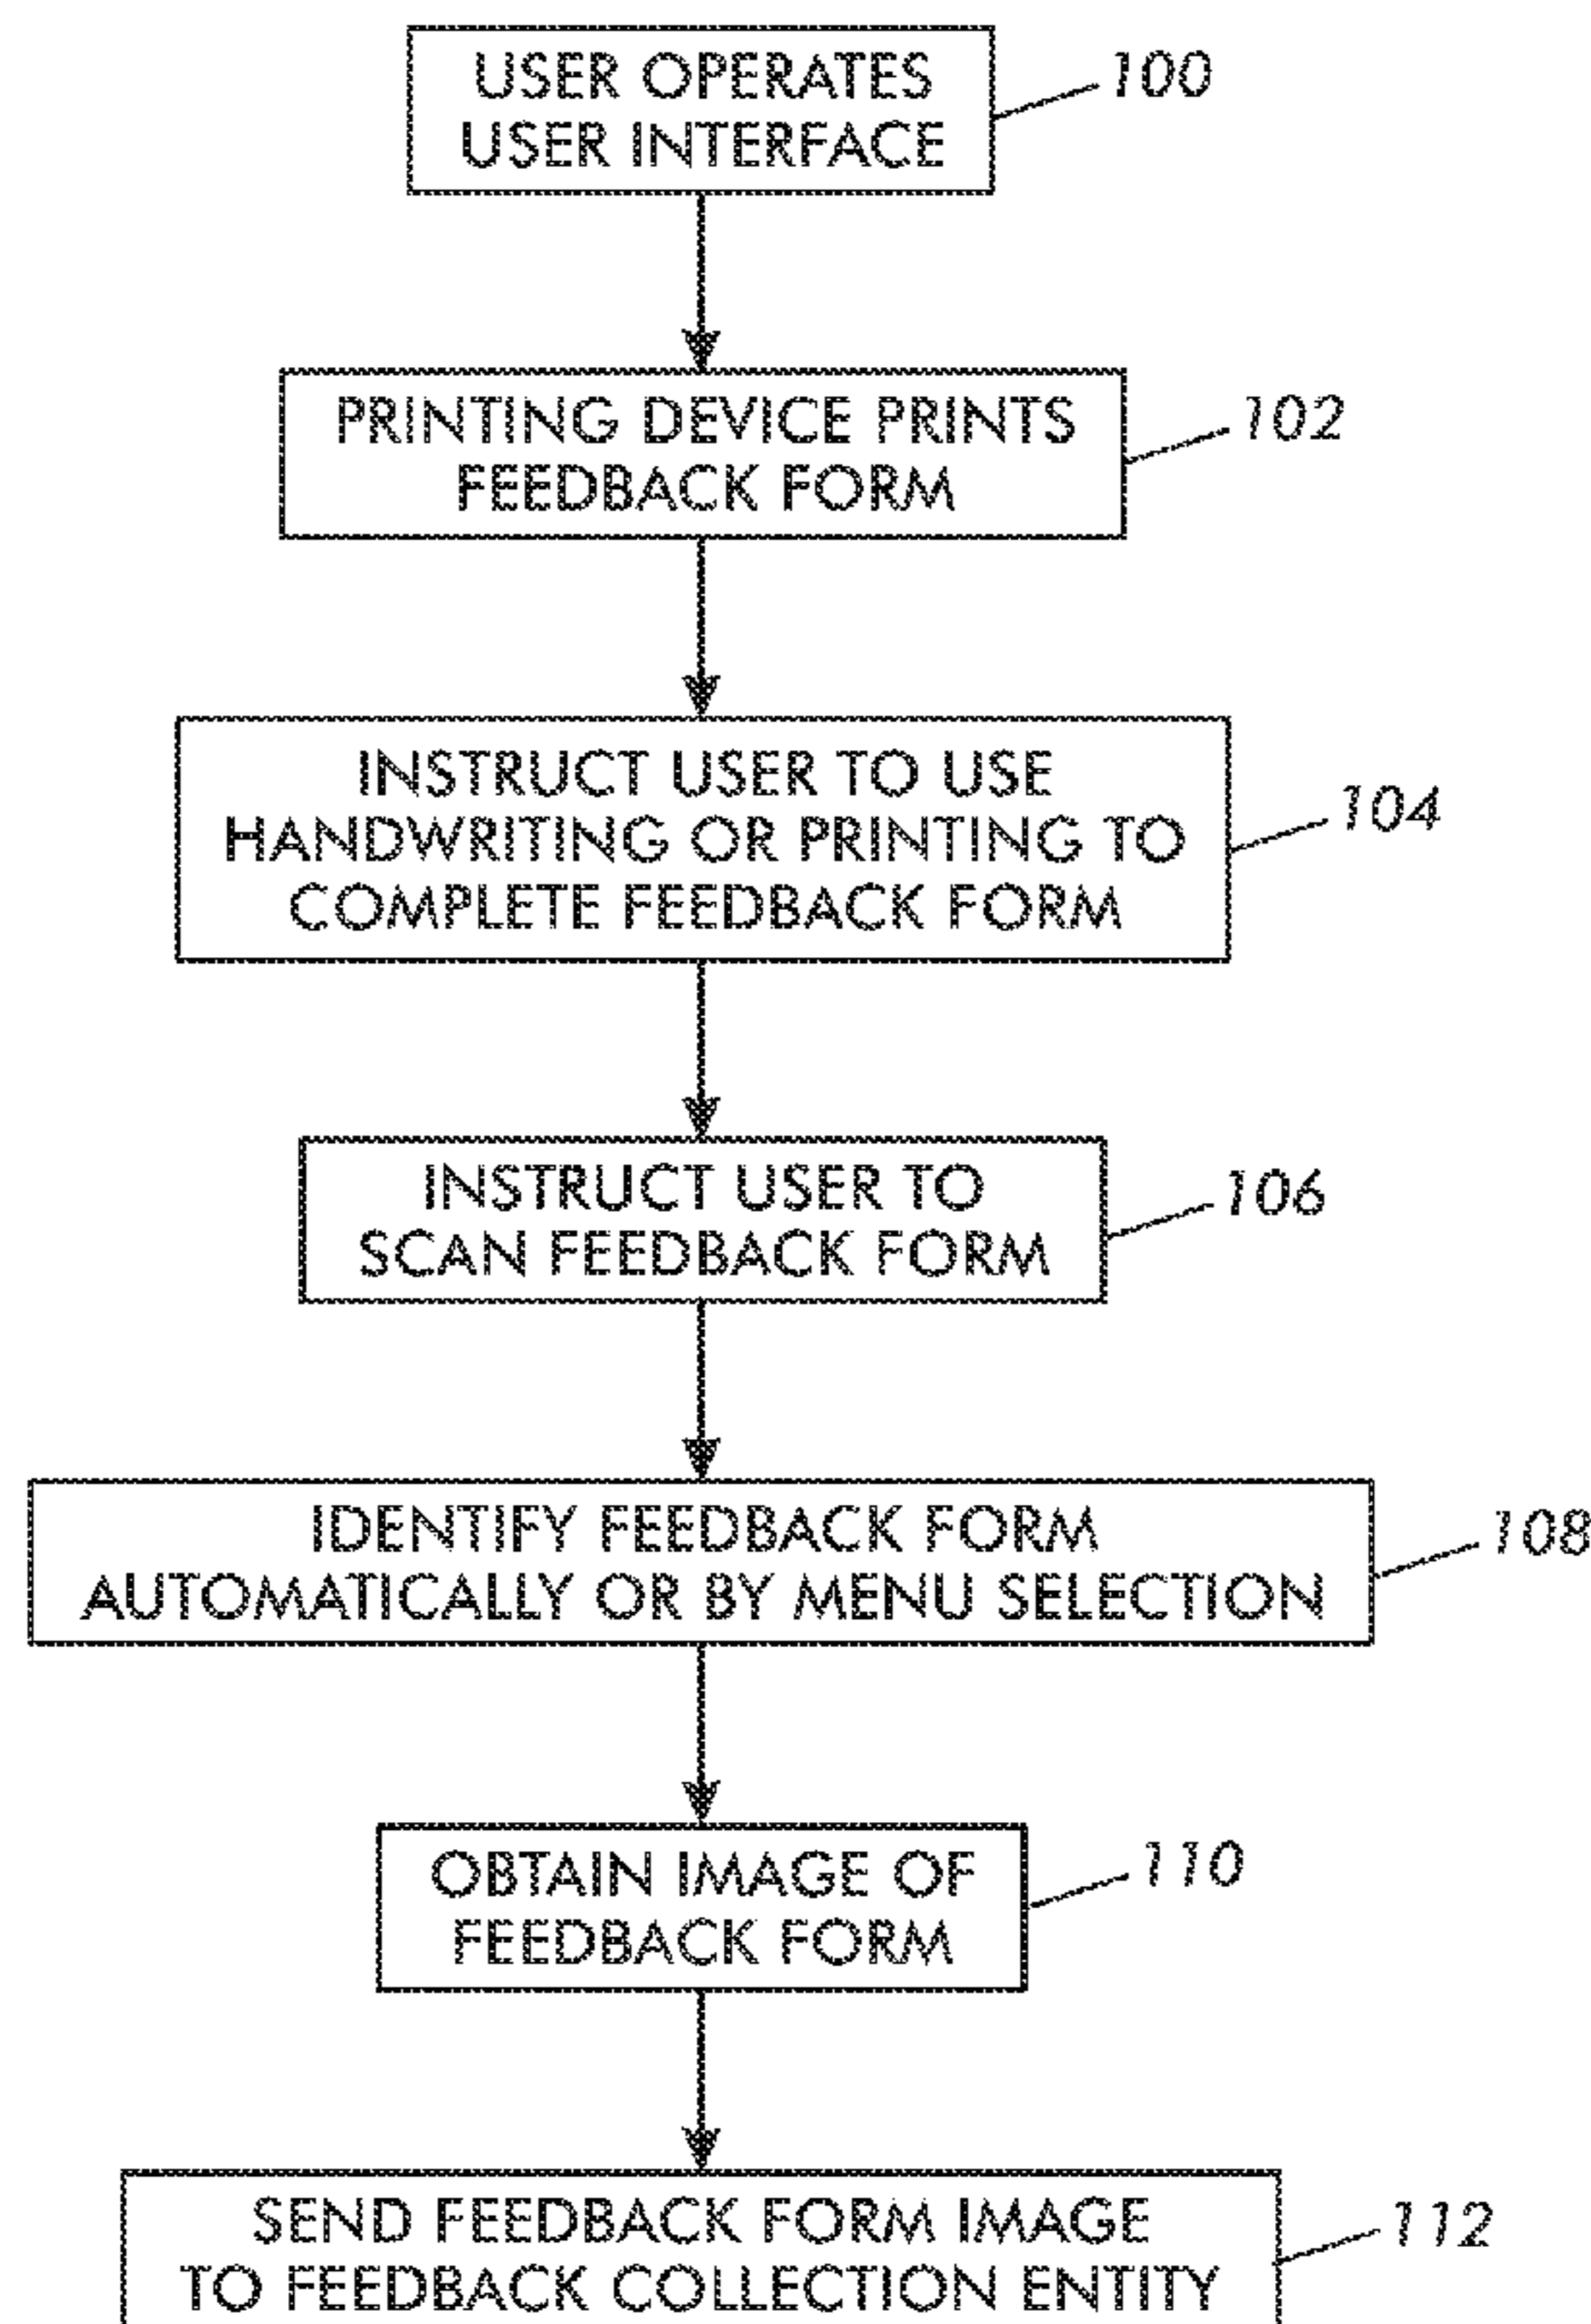 USER OPERATES
USER INTERFACE
100
PRINTING DEVICE PRINTS
FEEDBACK FORM
102
INSTRUCT USER TO USE
HANDWRITING OR PRINTING TO
COMPLETE FEEDBACK FORM
104
INSTRUCT USER TO
SCAN FEEDBACK FORM
106
IDENTIFY FEEDBACK FORM
AUTOMATICALLY OR BY MENU SELECTION
108
OBTAIN IMAGE OF
FEEDBACK FORM
110
SEND FEEDBACK FORM IMAGE
TO FEEDBACK COLLECTION ENTITY
112